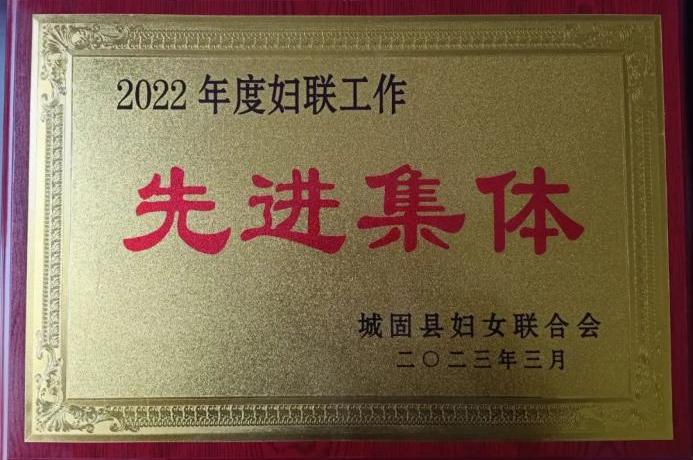 2022年度妇联工作
先进集体
城固县妇女联合会
二〇二三年三月